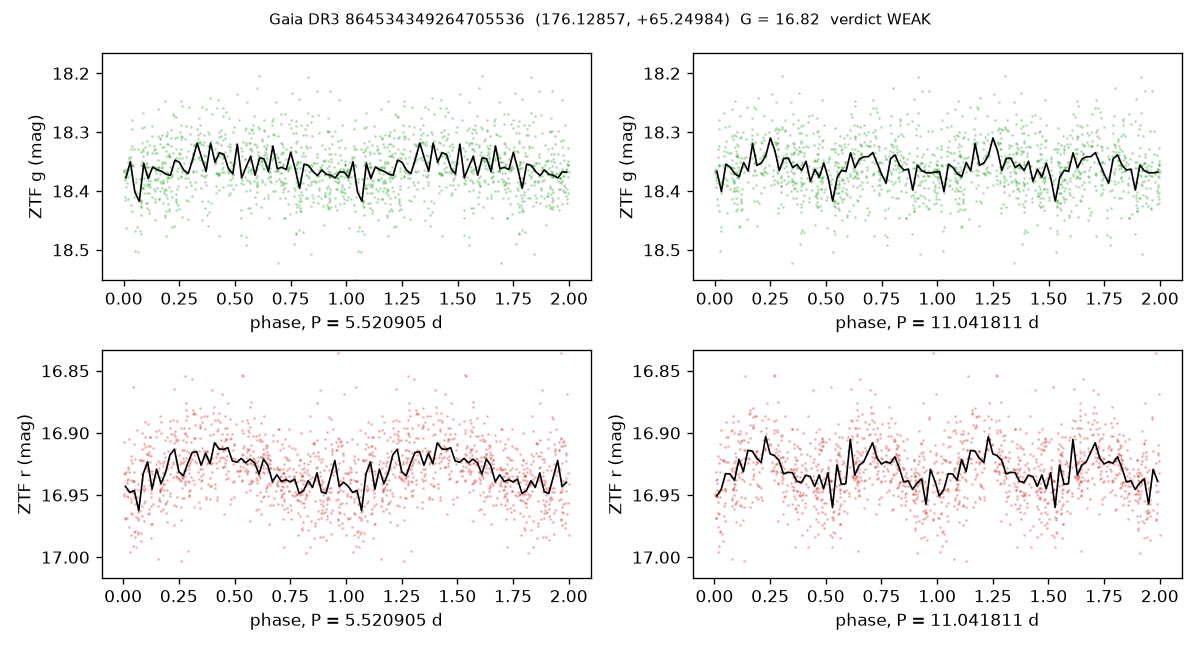 Gaia DR3 864534349264705536  (176.12857, +65.24984)  G = 16.82  verdict WEAK
ZTF g (mag)
18.2
18.3
18.4
18.5
0.00 0.25 0.50 0.75 1.00 1.25 1.50 1.75 2.00
phase, P = 5.520905 d
ZTF g (mag)
18.2
18.3
18.4
18.5
0.00 0.25 0.50 0.75 1.00 1.25 1.50 1.75 2.00
phase, P = 11.041811 d
ZTF r (mag)
16.85
16.90
16.95
17.00
0.00 0.25 0.50 0.75 1.00 1.25 1.50 1.75 2.00
phase, P = 5.520905 d
ZTF r (mag)
16.85
16.90
16.95
17.00
0.00 0.25 0.50 0.75 1.00 1.25 1.50 1.75 2.00
phase, P = 11.041811 d